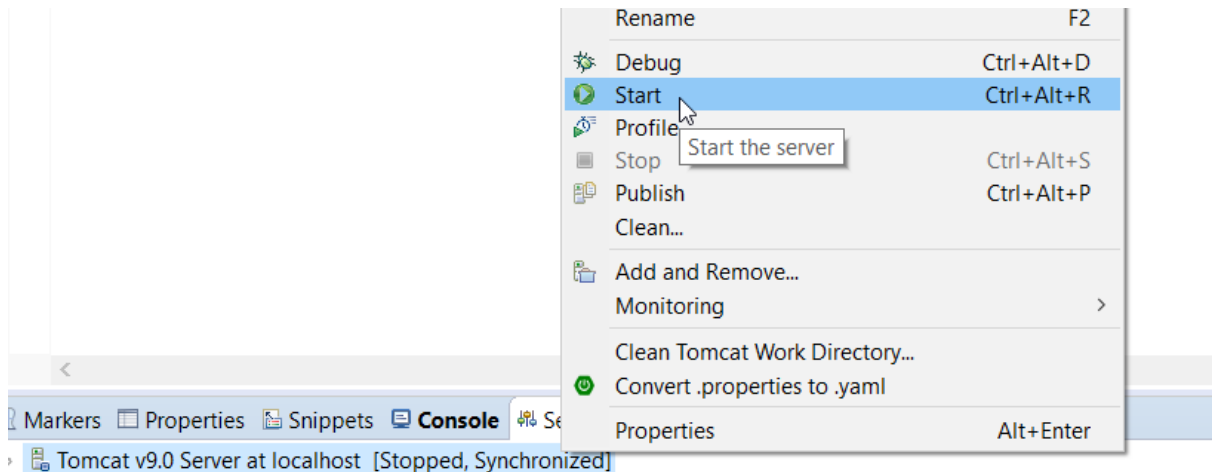 Rename F2
Debug Ctrl+Alt+D
Start Ctrl+Alt+R
Profile
Start the server
Stop Ctrl+Alt+S
Publish Ctrl+Alt+P
Clean...
Add and Remove...
Monitoring
Clean Tomcat Work Directory...
Convert .properties to .yaml
Properties Alt+Enter
Markers Properties Snippets Console Se
Tomcat v9.0 Server at localhost [Stopped, Synchronized]